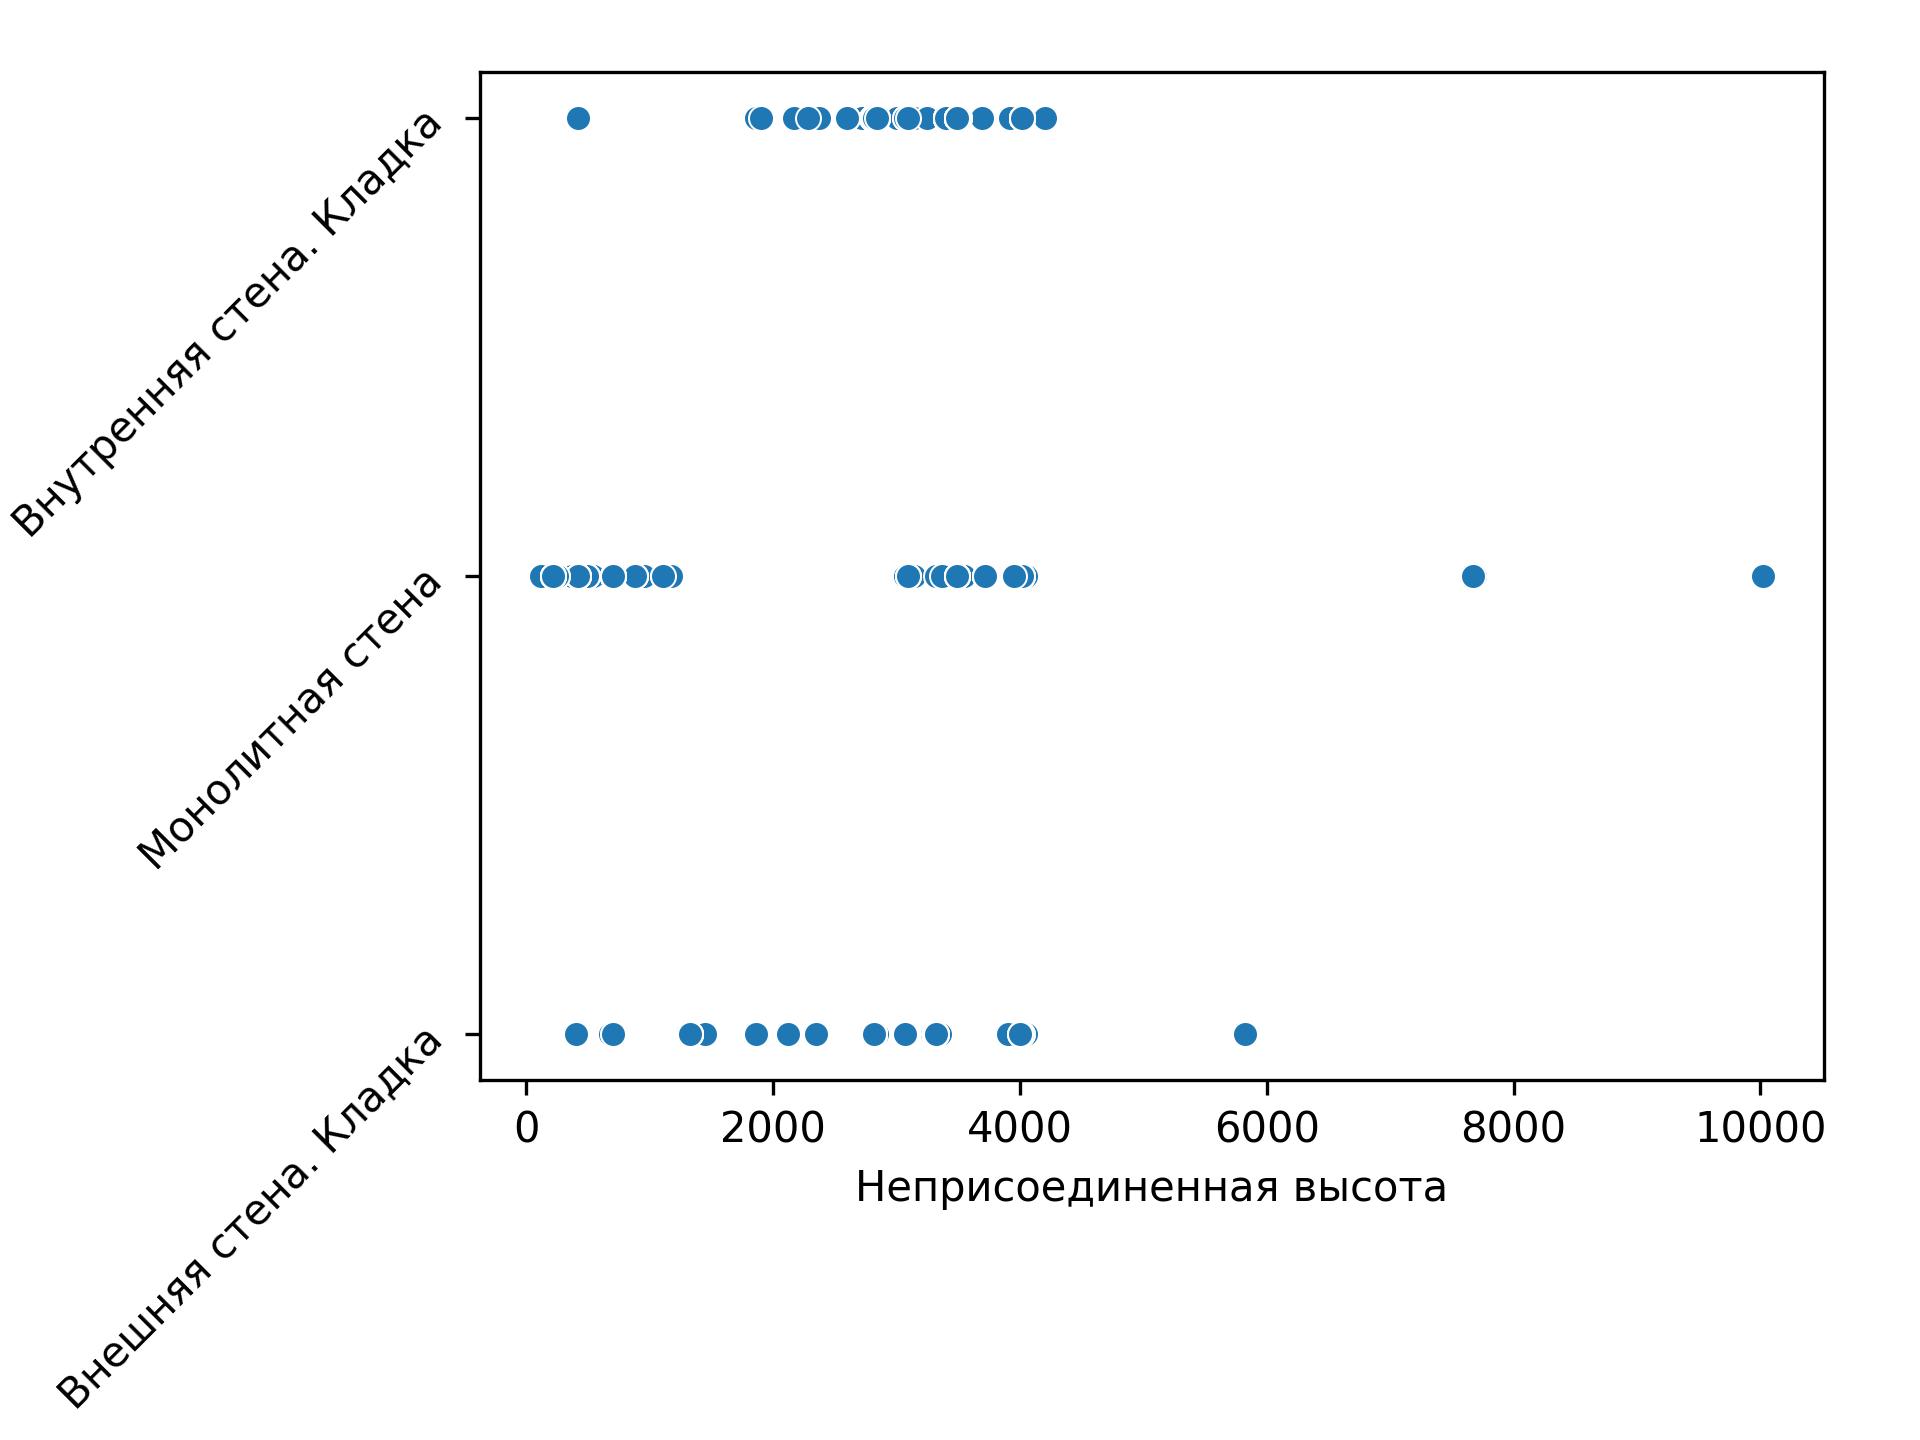 Внутренняя стена. Кладка
Монолитная стена
Внешняя стена. Кладка
0 2000 4000 6000 8000 10000
Неприсоединенная высота